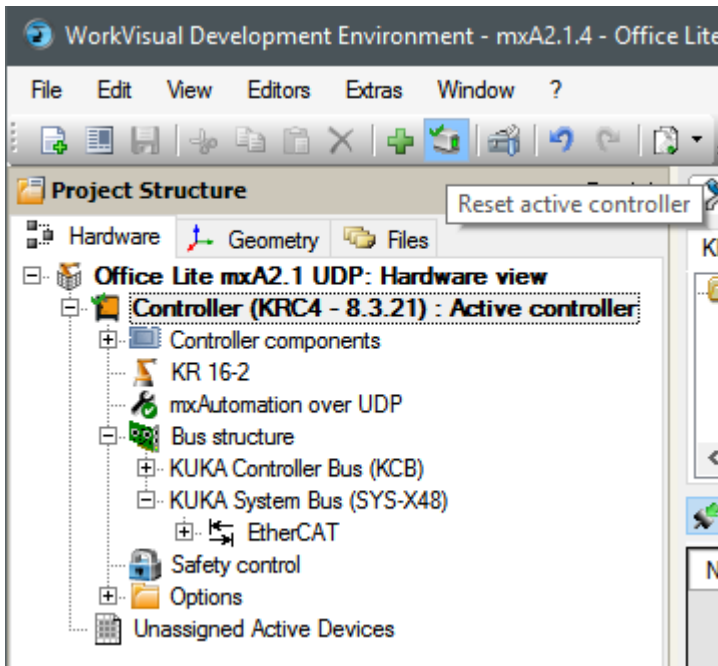 WorkVisual Development Environment - mxA2.1.4 - Office Lite
File Edit View Editors Extras Window ?
Project Structure
Reset active controller
Hardware Geometry Files
Office Lite mxA2.1 UDP: Hardware view
Controller (KRC4 - 8.3.21) : Active controller
Controller components
KR 16-2
mxAutomation over UDP
Bus structure
KUKA Controller Bus (KCB)
KUKA System Bus (SYS-X48)
EtherCAT
Safety control
Options
Unassigned Active Devices